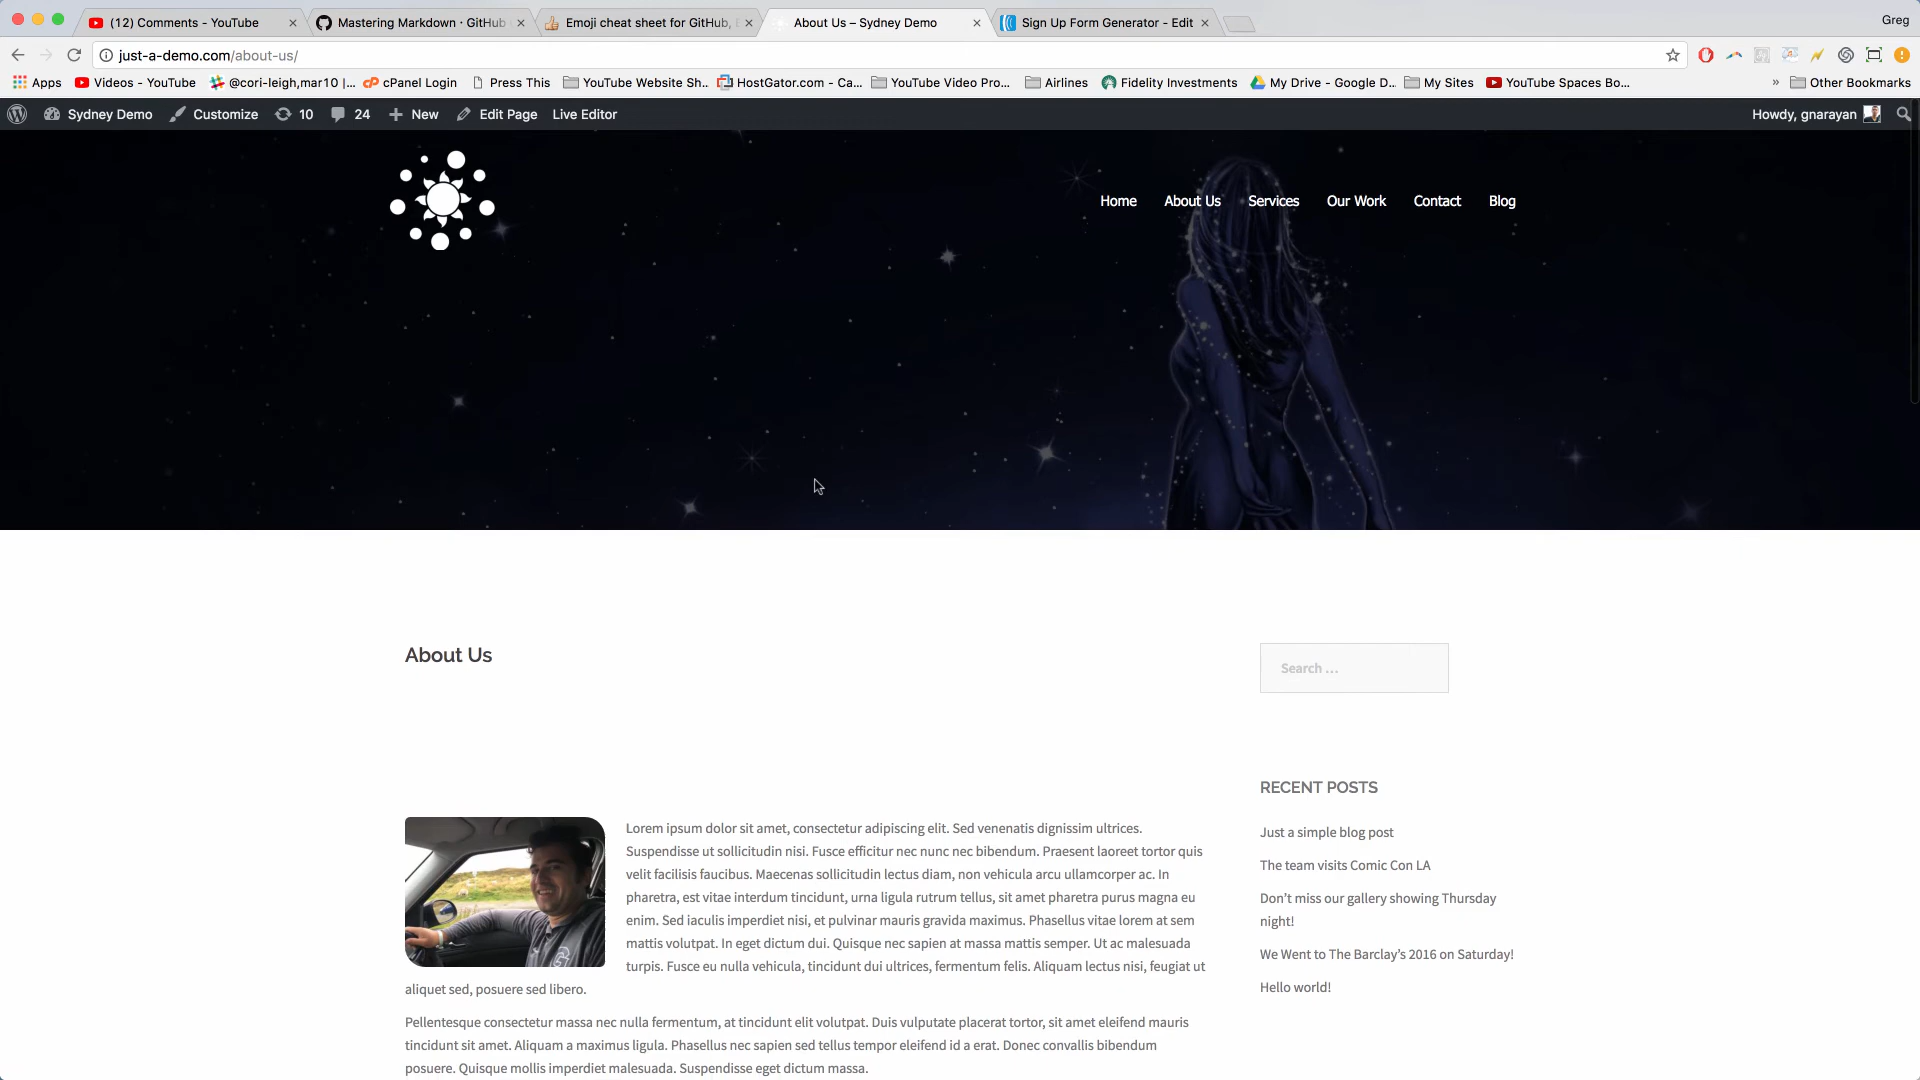 (12) Comments - YouTube
Mastering Markdown · GitHub
Emoji cheat sheet for GitHub,
About Us – Sydney Demo
Sign Up Form Generator - Edit
Greg
just-a-demo.com/about-us/
Apps
Videos - YouTube
@cori-leigh,mar10 |...
cPanel Login
Press This
YouTube Website Sh...
HostGator.com - Ca...
YouTube Video Pro...
Airlines
Fidelity Investments
My Drive - Google D...
My Sites
YouTube Spaces Bo...
»
Other Bookmarks
Sydney Demo
Customize
10
24
New
Edit Page
Live Editor
Howdy, gnarayan
Home
About Us
Services
Our Work
Contact
Blog
About Us
Search …
RECENT POSTS
Just a simple blog post
The team visits Comic Con LA
Don’t miss our gallery showing Thursday
night!
We Went to The Barclay’s 2016 on Saturday!
Hello world!
Lorem ipsum dolor sit amet, consectetur adipiscing elit. Sed venenatis dignissim ultrices.
Suspendisse ut sollicitudin nisi. Fusce efficitur nec nunc nec bibendum. Praesent laoreet tortor quis
velit facilisis faucibus. Maecenas sollicitudin lectus diam, non vehicula arcu ullamcorper ac. In
pharetra, est vitae interdum tincidunt, urna ligula rutrum tellus, sit amet pharetra purus magna eu
enim. Sed iaculis imperdiet nisi, et pulvinar mauris gravida maximus. Phasellus vitae lorem at sem
mattis volutpat. In eget dictum dui. Quisque nec sapien at massa mattis semper. Ut ac malesuada
turpis. Fusce eu nulla vehicula, tincidunt dui ultrices, fermentum felis. Aliquam lectus nisi, feugiat ut
aliquet sed, posuere sed libero.
Pellentesque consectetur massa nec nulla fermentum, at tincidunt elit volutpat. Duis vulputate placerat tortor, sit amet eleifend mauris
tincidunt sit amet. Aliquam a maximus ligula. Phasellus nec sapien sed tellus tempor eleifend id a erat. Donec convallis bibendum
posuere. Quisque mollis imperdiet malesuada. Suspendisse eget dictum massa.